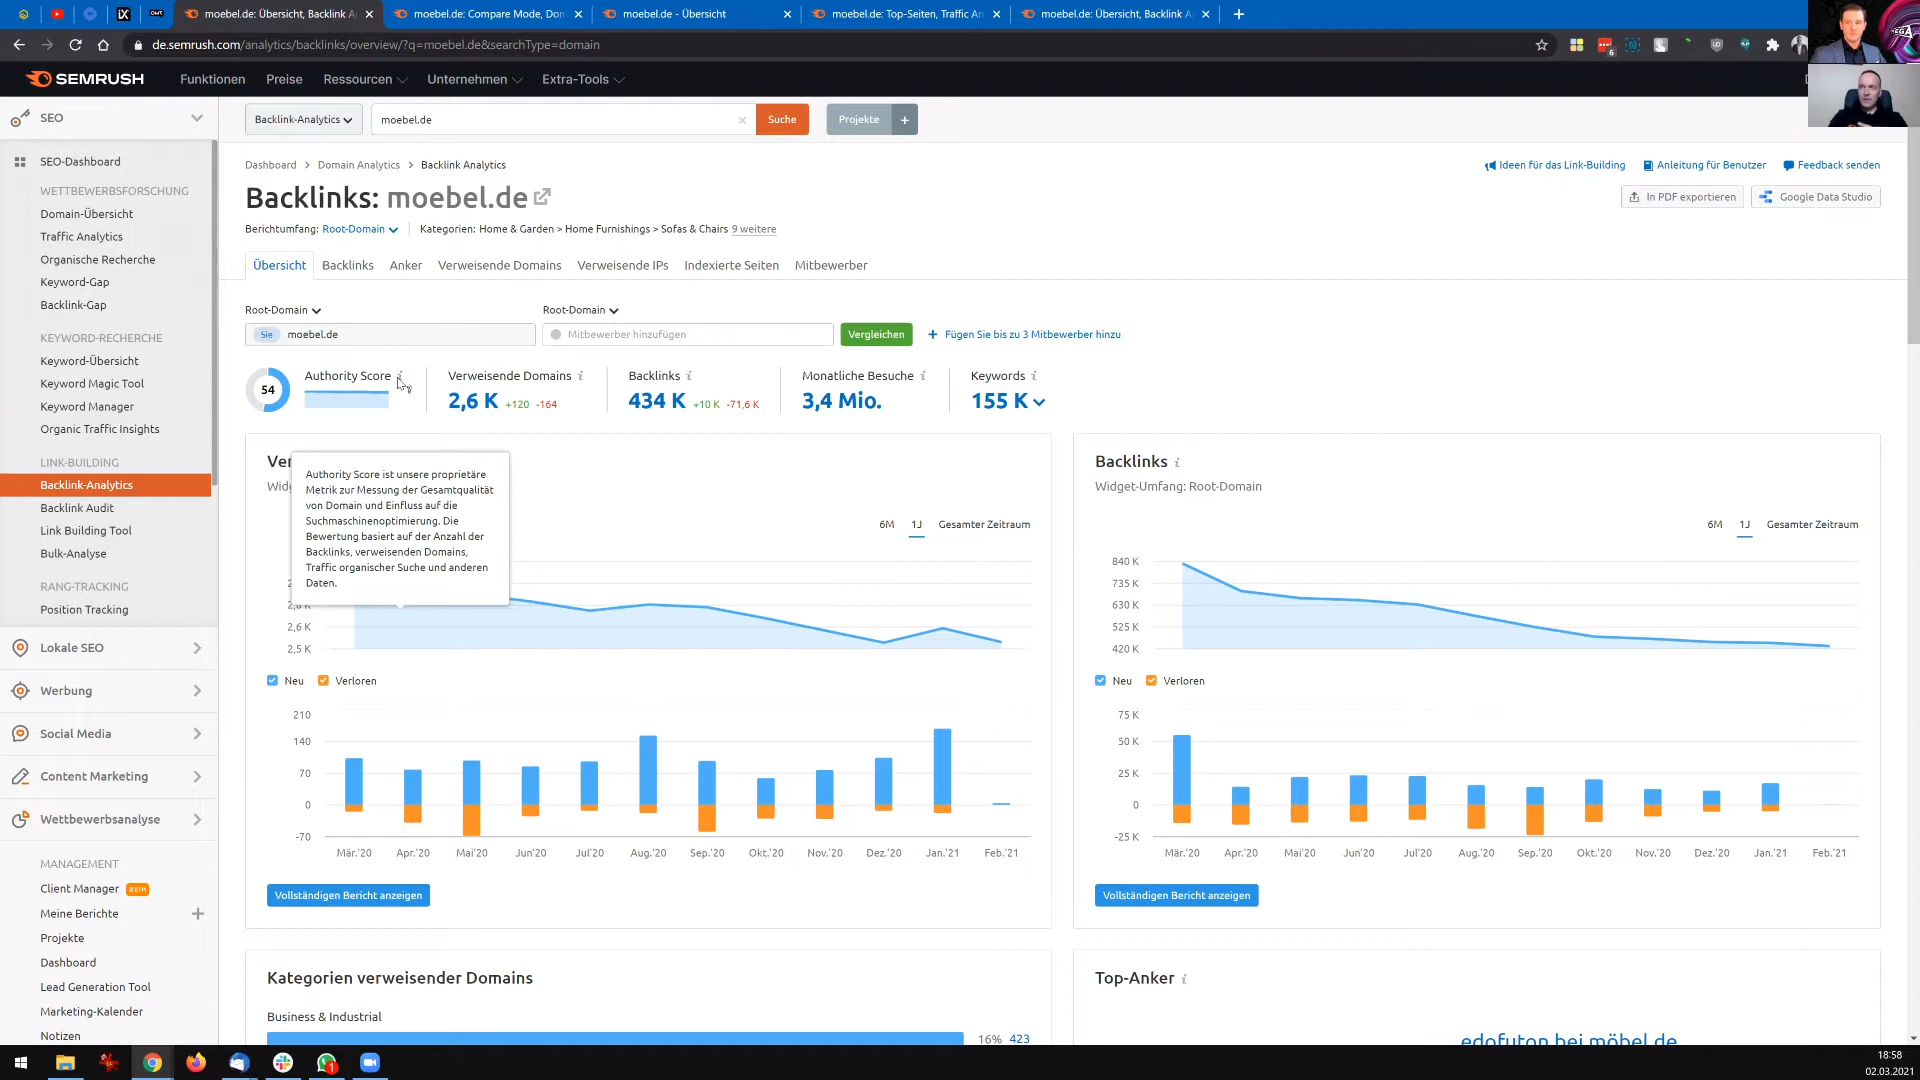 moebel.de: Übersicht, Backlink A
moebel.de: Compare Mode, Dom
moebel.de - Übersicht
moebel.de: Top-Seiten, Traffic An
moebel.de: Übersicht, Backlink A
de.semrush.com/analytics/backlinks/overview/?q=moebel.de&searchType=domain
SEMRUSH
Funktionen
Preise
Ressourcen
Unternehmen
Extra-Tools
SEO
SEO-Dashboard
WETTBEWERBSFORSCHUNG
Domain-Übersicht
Traffic Analytics
Organische Recherche
Keyword-Gap
Backlink-Gap
KEYWORD-RECHERCHE
Keyword-Übersicht
Keyword Magic Tool
Keyword Manager
Organic Traffic Insights
LINK-BUILDING
Backlink-Analytics
Backlink Audit
Link Building Tool
Bulk-Analyse
RANG-TRACKING
Position Tracking
Lokale SEO
Werbung
Social Media
Content Marketing
Wettbewerbsanalyse
MANAGEMENT
Client Manager BETA
Meine Berichte
Projekte
Dashboard
Lead Generation Tool
Marketing-Kalender
Notizen
Backlink-Analytics
moebel.de
Suche
Projekte +
Dashboard > Domain Analytics > Backlink Analytics
Ideen für das Link-Building
Anleitung für Benutzer
Feedback senden
Backlinks: moebel.de
In PDF exportieren
Google Data Studio
Berichtumfang: Root-Domain
Kategorien: Home & Garden > Home Furnishings > Sofas & Chairs 9 weitere
Übersicht
Backlinks
Anker
Verweisende Domains
Verweisende IPs
Indexierte Seiten
Mitbewerber
Root-Domain
Root-Domain
Sie moebel.de
Mitbewerber hinzufügen
Vergleichen
+ Fügen Sie bis zu 3 Mitbewerber hinzu
54
Authority Score
Verweisende Domains
2,6 K +120 -164
Backlinks
434 K +10 K -71,6 K
Monatliche Besuche
3,4 Mio.
Keywords
155 K
Ver
Widg
Authority Score ist unsere proprietäre
Metrik zur Messung der Gesamtqualität
von Domain und Einfluss auf die
Suchmaschinenoptimierung. Die
Bewertung basiert auf der Anzahl der
Backlinks, verweisenden Domains,
Traffic organischer Suche und anderen
Daten.
6M 1J Gesamter Zeitraum
2,8 K
2,6 K
2,5 K
Neu
Verloren
210
140
70
0
-70
Mär.'20 Apr.'20 Mai'20 Jun'20 Jul'20 Aug.'20 Sep.'20 Okt.'20 Nov.'20 Dez.'20 Jan.'21 Feb.'21
Vollständigen Bericht anzeigen
Backlinks
Widget-Umfang: Root-Domain
6M 1J Gesamter Zeitraum
840 K
735 K
630 K
525 K
420 K
Neu
Verloren
75 K
50 K
25 K
0
-25 K
Mär.'20 Apr.'20 Mai'20 Jun'20 Jul'20 Aug.'20 Sep.'20 Okt.'20 Nov.'20 Dez.'20 Jan.'21 Feb.'21
Vollständigen Bericht anzeigen
Kategorien verweisender Domains
Business & Industrial
16% 423
Top-Anker
edofuton bei möbel.de
18:58
02.03.2021